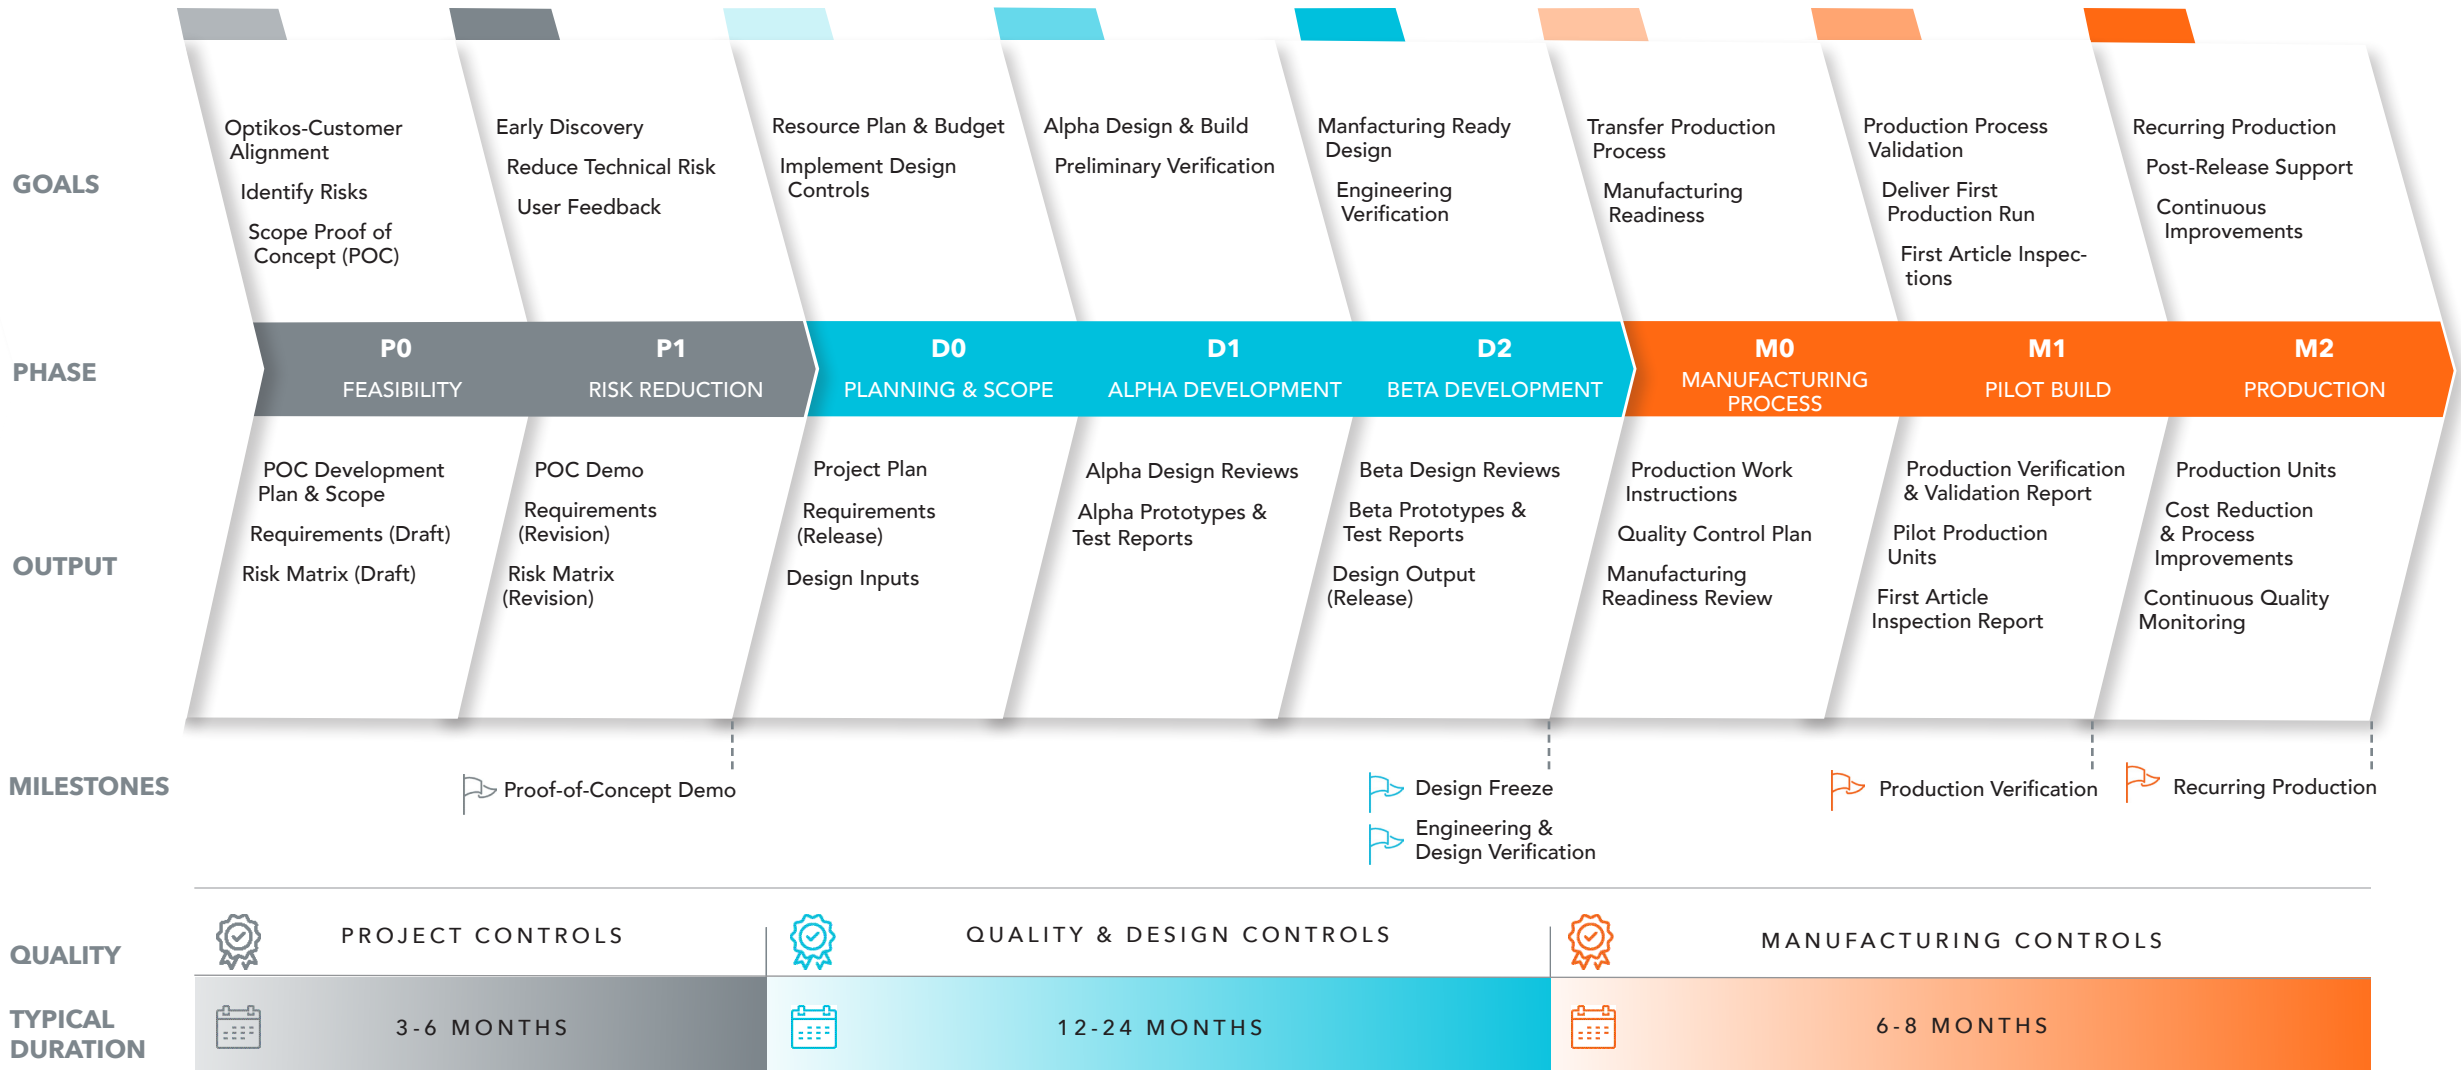 GOALS
Optikos-Customer
Alignment
Identify Risks
Scope Proof of
Concept (POC)
Early Discovery
Reduce Technical Risk
User Feedback
Resource Plan & Budget
Implement Design
Controls
Alpha Design & Build
Preliminary Verification
Manfacturing Ready
Design
Engineering
Verification
Transfer Production
Process
Manufacturing
Readiness
Production Process
Validation
Deliver First
Production Run
First Article Inspec-
tions
Recurring Production
Post-Release Support
Continuous
Improvements
PHASE
P0
FEASIBILITY
P1
RISK REDUCTION
D0
PLANNING & SCOPE
D1
ALPHA DEVELOPMENT
D2
BETA DEVELOPMENT
M0
MANUFACTURING
PROCESS
M1
PILOT BUILD
M2
PRODUCTION
OUTPUT
POC Development
Plan & Scope
Requirements (Draft)
Risk Matrix (Draft)
POC Demo
Requirements
(Revision)
Risk Matrix
(Revision)
Project Plan
Requirements
(Release)
Design Inputs
Alpha Design Reviews
Alpha Prototypes &
Test Reports
Beta Design Reviews
Beta Prototypes &
Test Reports
Design Output
(Release)
Production Work
Instructions
Quality Control Plan
Manufacturing
Readiness Review
Production Verification
& Validation Report
Pilot Production
Units
First Article
Inspection Report
Production Units
Cost Reduction
& Process
Improvements
Continuous Quality
Monitoring
MILESTONES
Proof-of-Concept Demo
Design Freeze
Engineering &
Design Verification
Production Verification
Recurring Production
QUALITY
PROJECT CONTROLS
QUALITY & DESIGN CONTROLS
MANUFACTURING CONTROLS
TYPICAL
DURATION
3-6 MONTHS
12-24 MONTHS
6-8 MONTHS